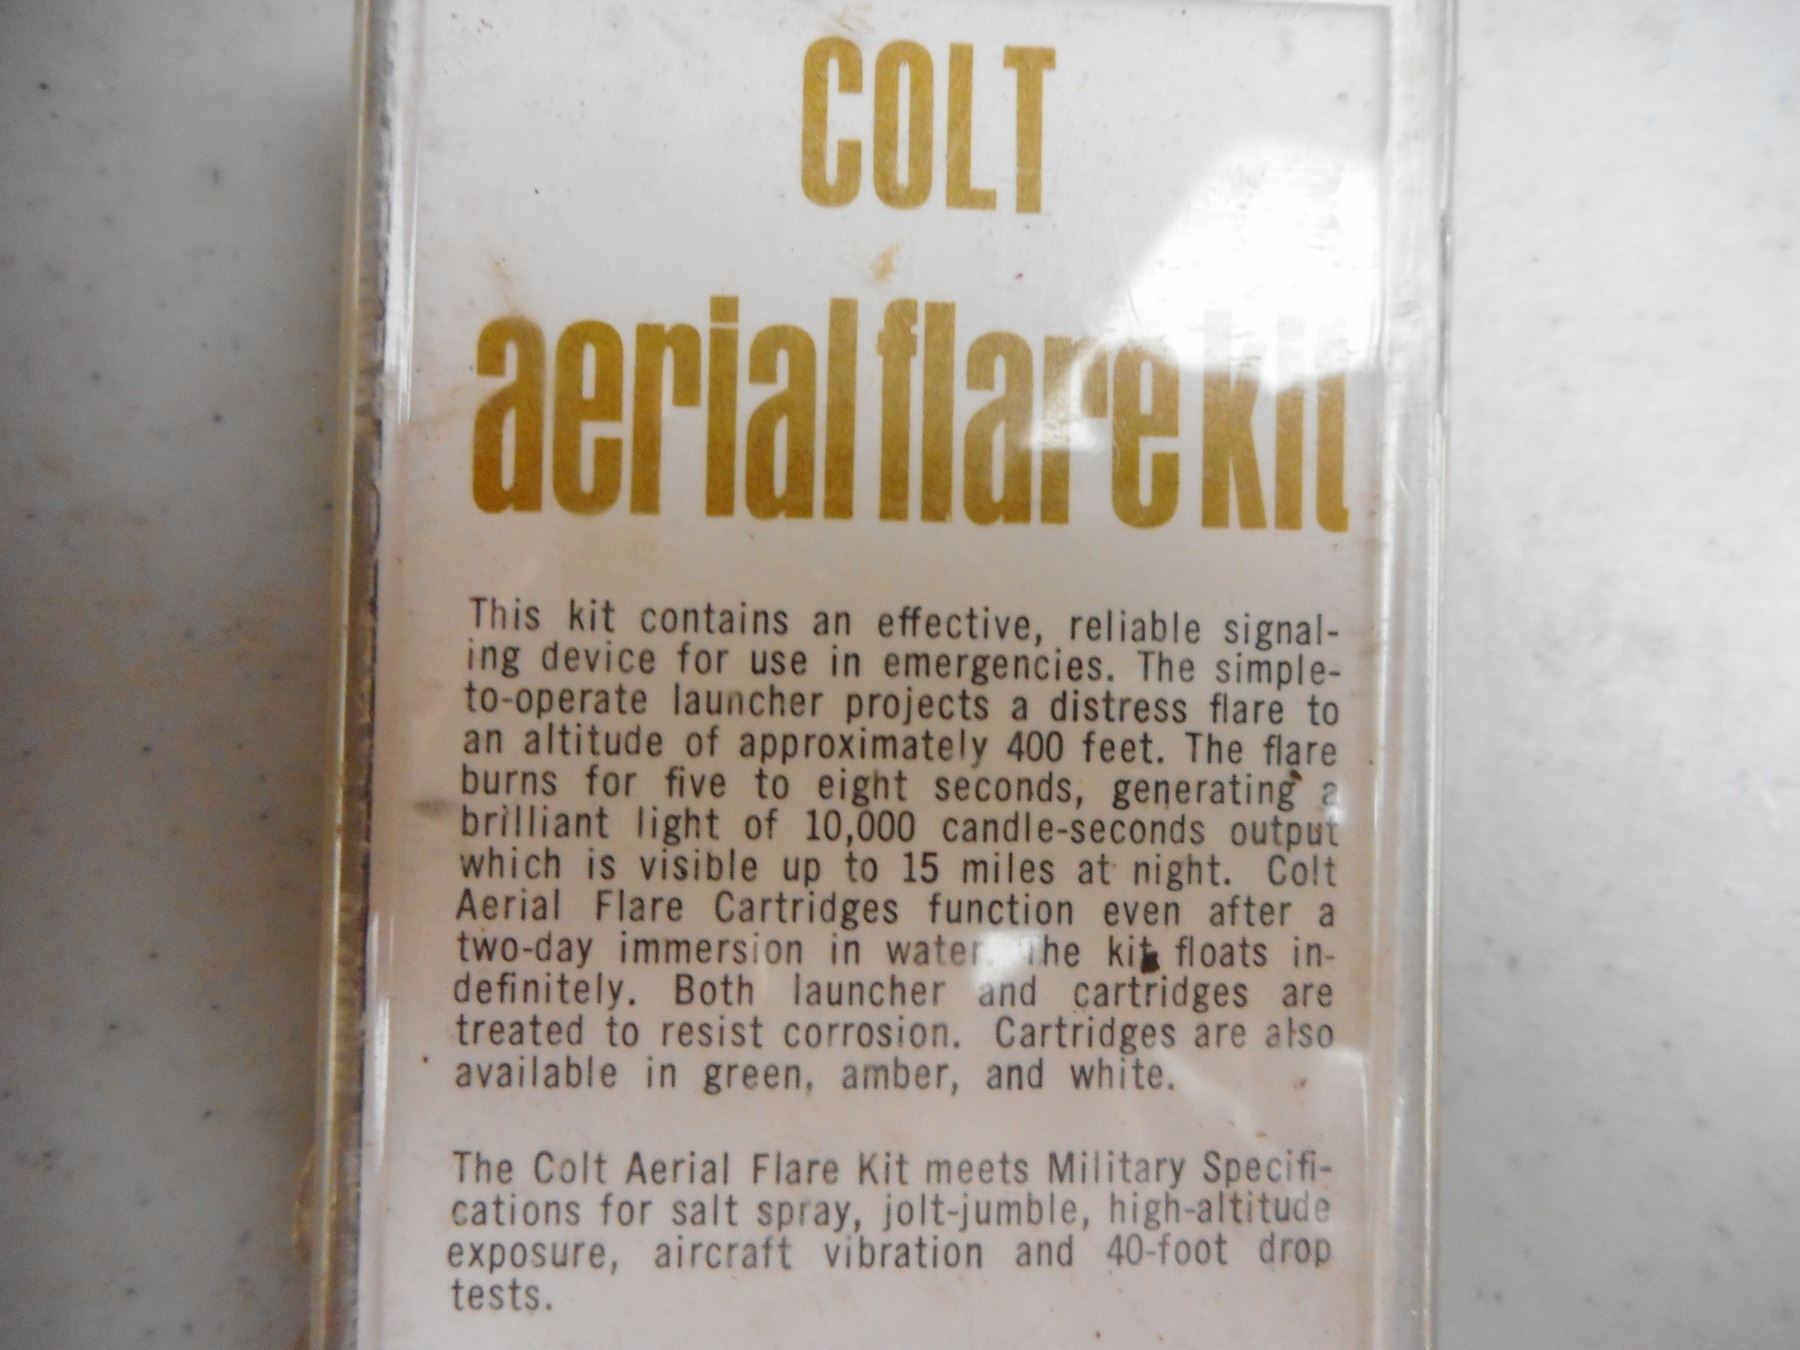 COLT
aerial flare kit
This kit contains an effective, reliable signal-
ing device for use in emergencies. The simple-
to-operate launcher projects a distress flare to
an altitude of approximately 400 feet. The flare
burns for five to eight seconds, generating a
brilliant light of 10,000 candle-seconds output
which is visible up to 15 miles at night. Colt
Aerial Flare Cartridges function even after a
two-day immersion in water. The kit floats in-
definitely. Both launcher and cartridges are
treated to resist corrosion. Cartridges are also
available in green, amber, and white.
The Colt Aerial Flare Kit meets Military Specifi-
cations for salt spray, jolt-jumble, high-altitude
exposure, aircraft vibration and 40-foot drop
tests.